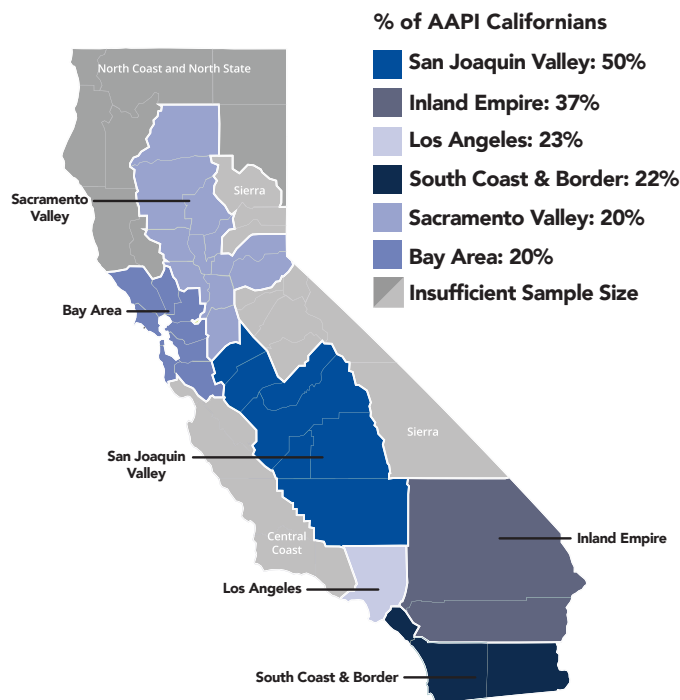 % of AAPI Californians
San Joaquin Valley: 50%
Inland Empire: 37%
Los Angeles: 23%
South Coast & Border: 22%
Sacramento Valley: 20%
Bay Area: 20%
Insufficient Sample Size
North Coast and North State
Sierra
Sacramento
Valley
Bay Area
Sierra
San Joaquin
Valley
Central
Coast
Inland Empire
Los Angeles
South Coast & Border